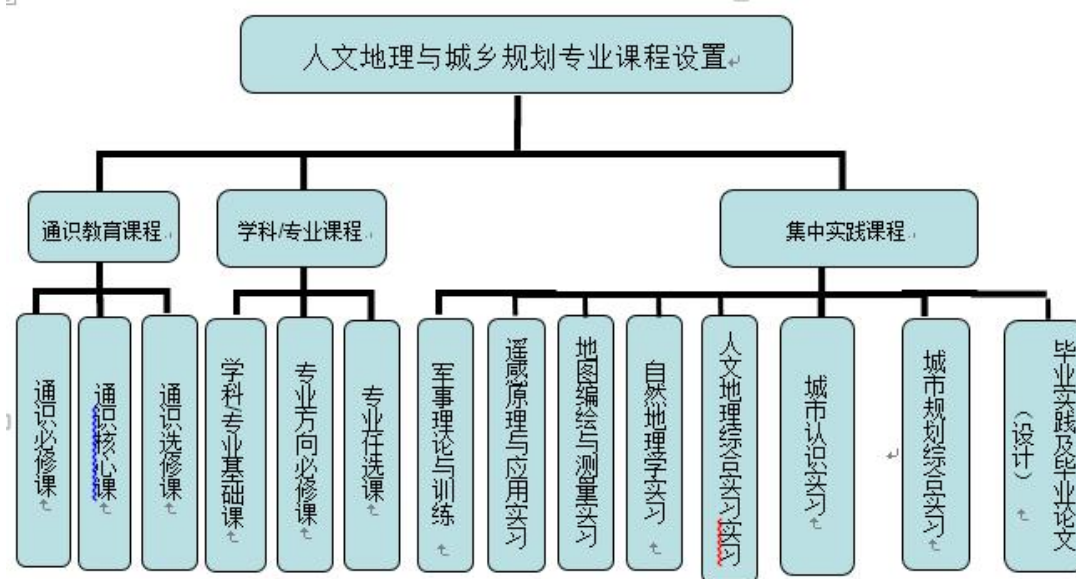 人文地理与城乡规划专业课程设置
通识教育课程
学科/专业课程
集中实践课程
通识必修课
通识核心课
通识选修课
学科/专业基础课
专业方向必修课
专业任选课
军事理论与训练
遥感原理与应用实习
地图编绘与测量实习
自然地理学实习
人文地理综合实习实习
城市认识实习
城市规划综合实习
毕业实践及毕业论文
（设计）